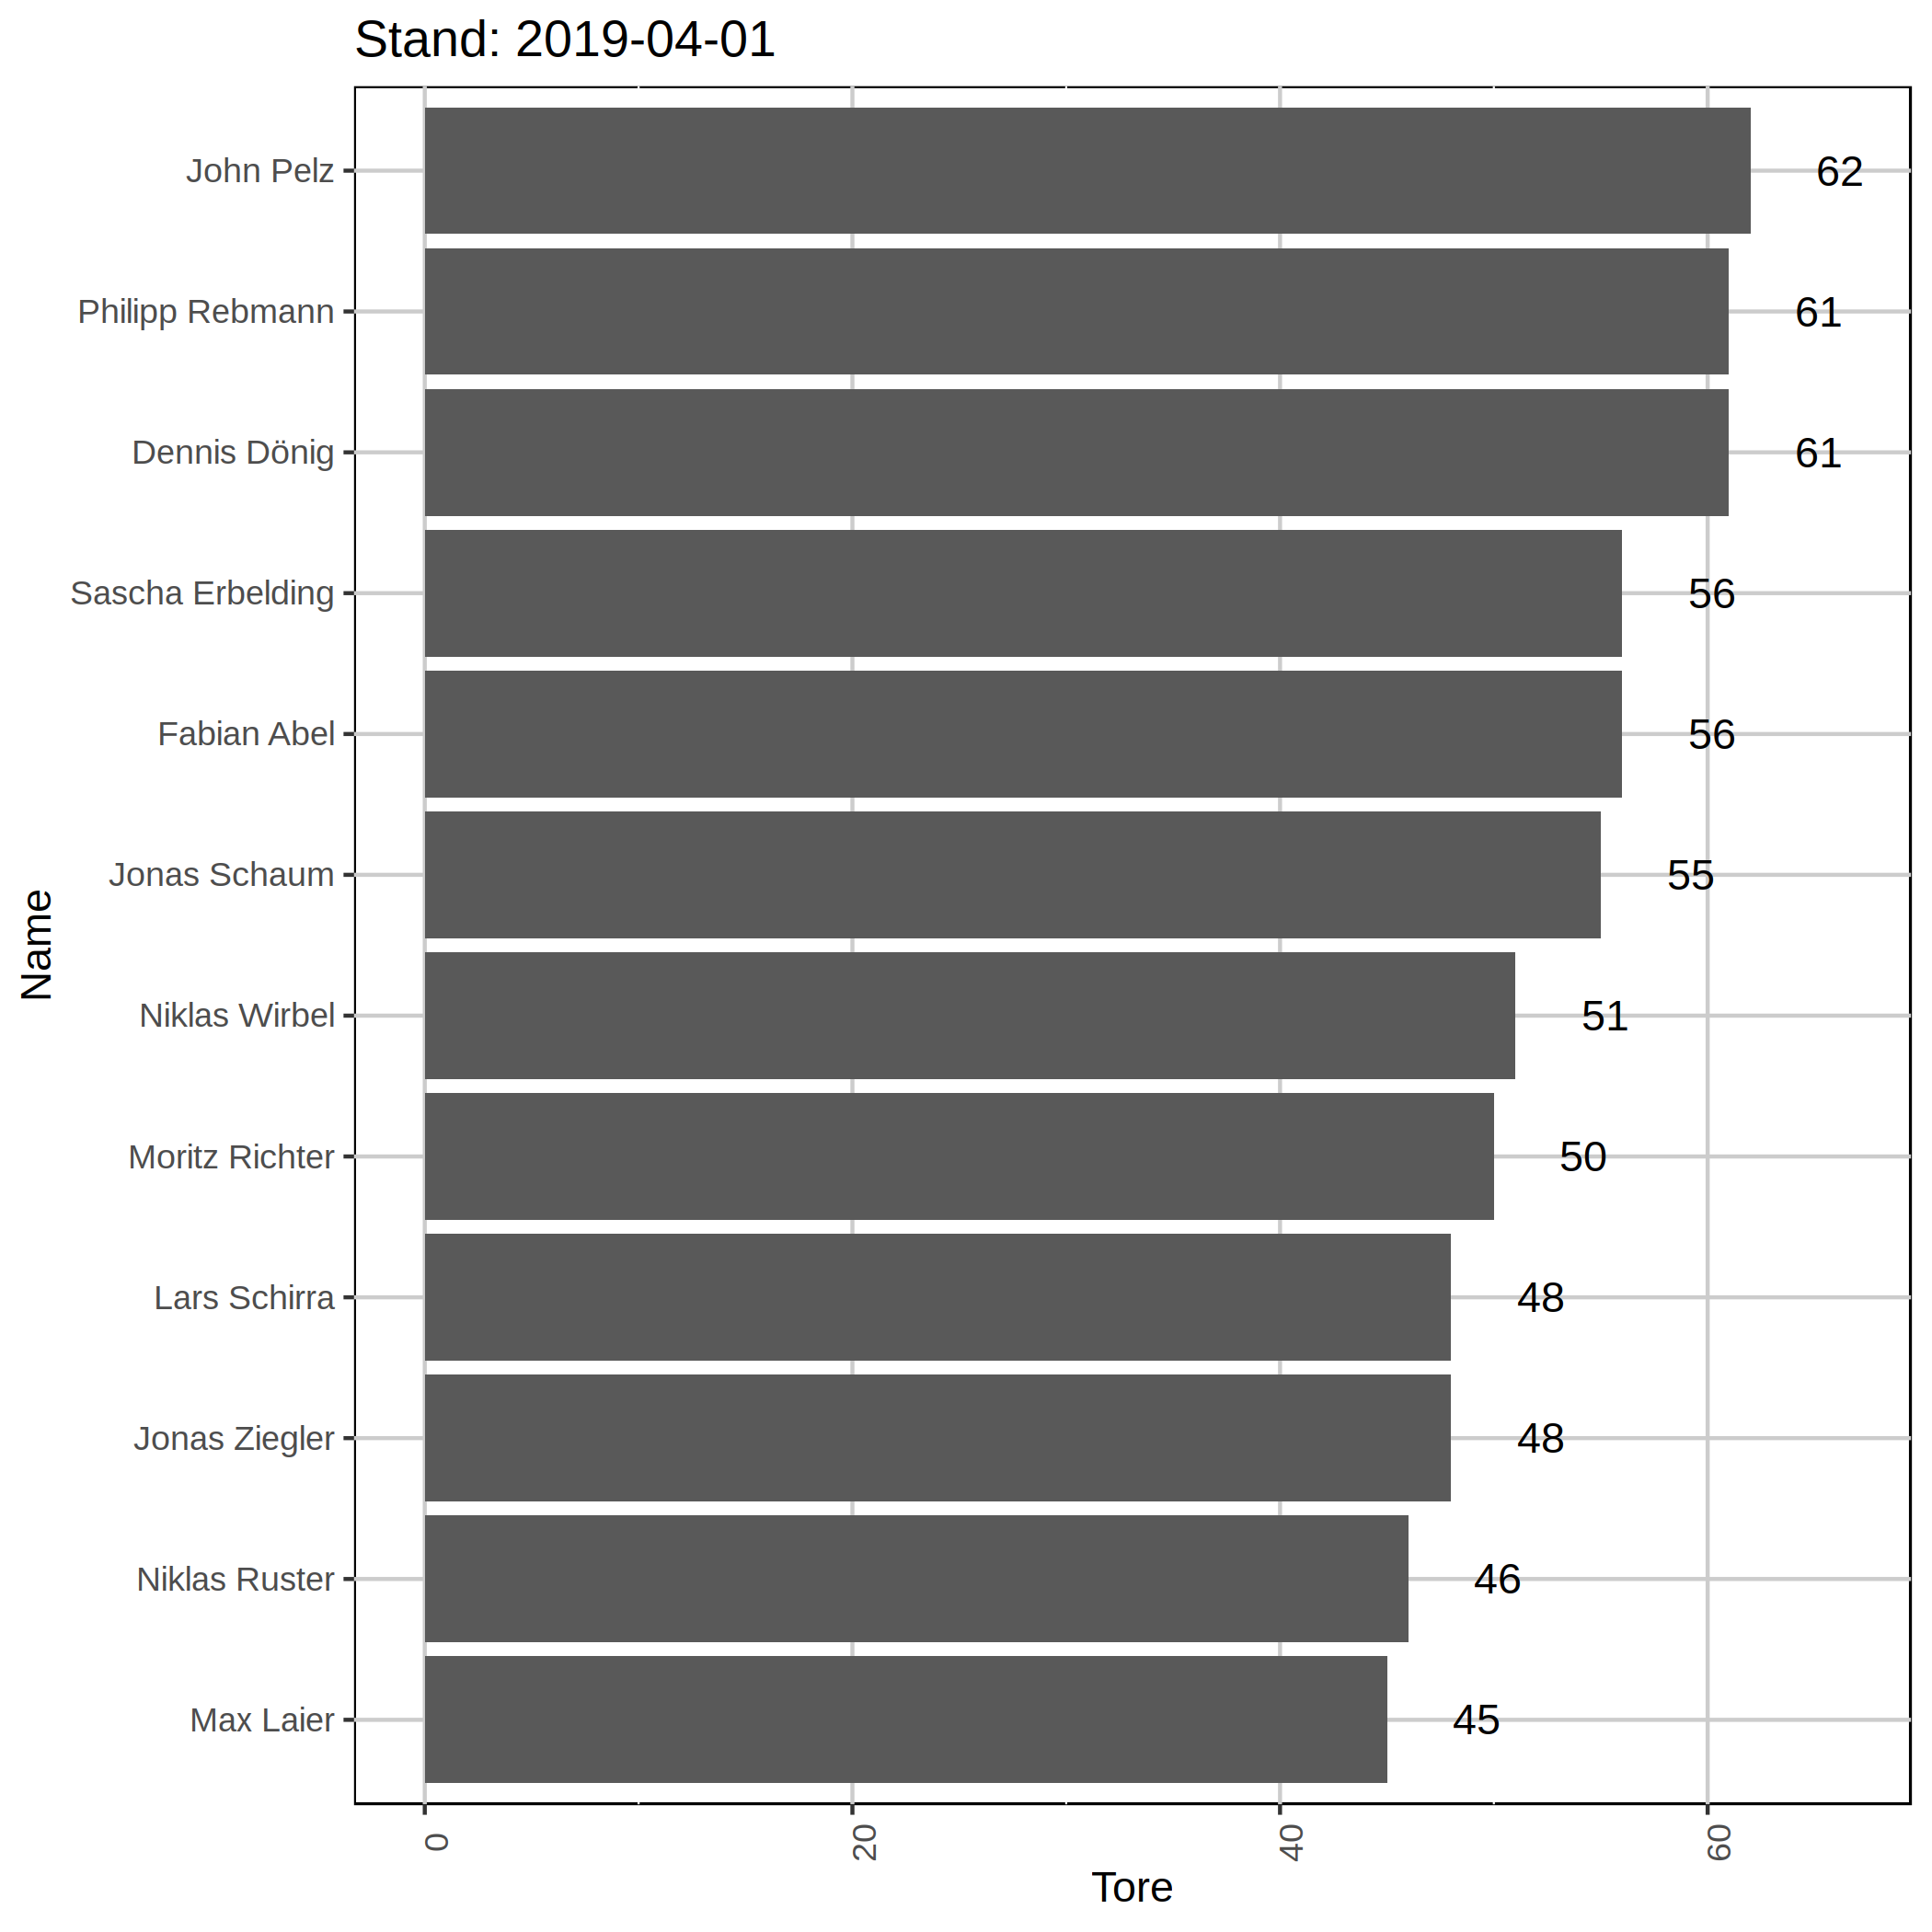 Stand: 2019-04-01
John Pelz 62
Philipp Rebmann 61
Dennis Dönig 61
Sascha Erbelding 56
Fabian Abel 56
Jonas Schaum 55
Niklas Wirbel 51
Moritz Richter 50
Lars Schirra 48
Jonas Ziegler 48
Niklas Ruster 46
Max Laier 45
Name
0 20 40 60
Tore